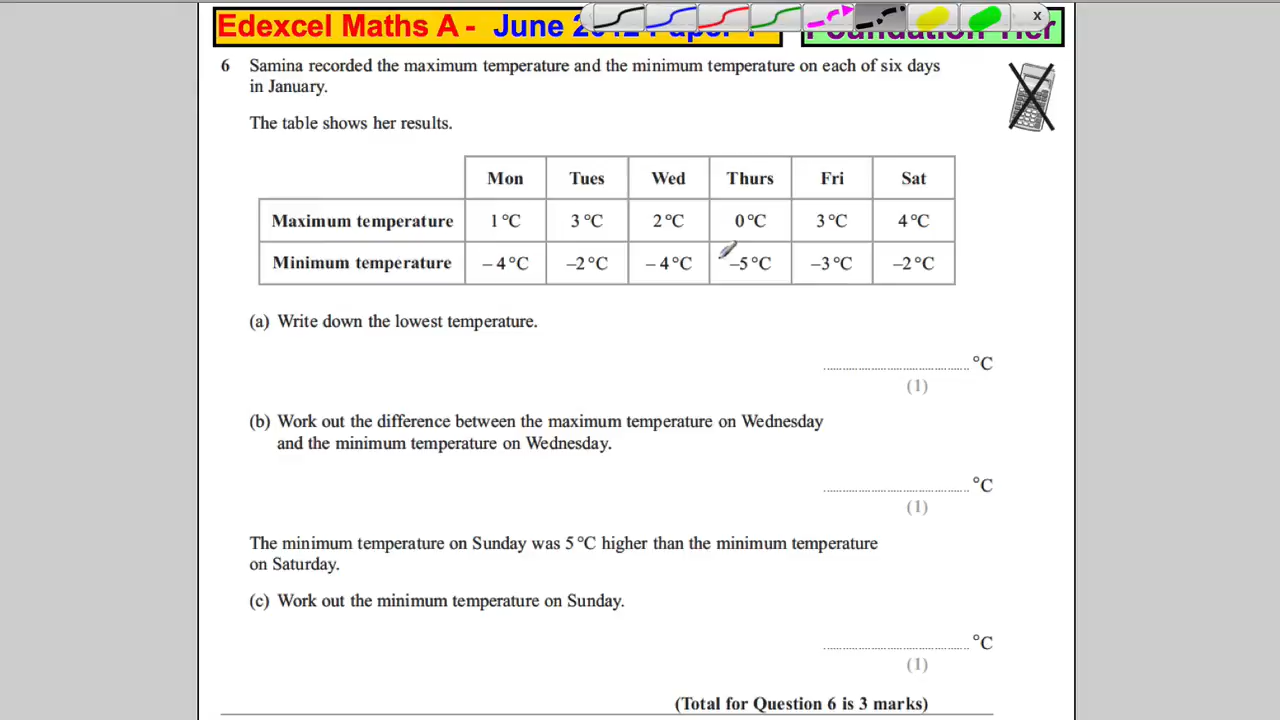 Edexcel Maths A - June 2012 Paper 1 Foundation Tier
x
6 Samina recorded the maximum temperature and the minimum temperature on each of six days
in January.
The table shows her results.
Mon Tues Wed Thurs Fri Sat
Maximum temperature 1 °C 3 °C 2 °C 0 °C 3 °C 4 °C
Minimum temperature – 4 °C –2 °C – 4 °C –5 °C –3 °C –2 °C
(a) Write down the lowest temperature.
.......................................... °C
(1)
(b) Work out the difference between the maximum temperature on Wednesday
and the minimum temperature on Wednesday.
.......................................... °C
(1)
The minimum temperature on Sunday was 5 °C higher than the minimum temperature
on Saturday.
(c) Work out the minimum temperature on Sunday.
.......................................... °C
(1)
(Total for Question 6 is 3 marks)